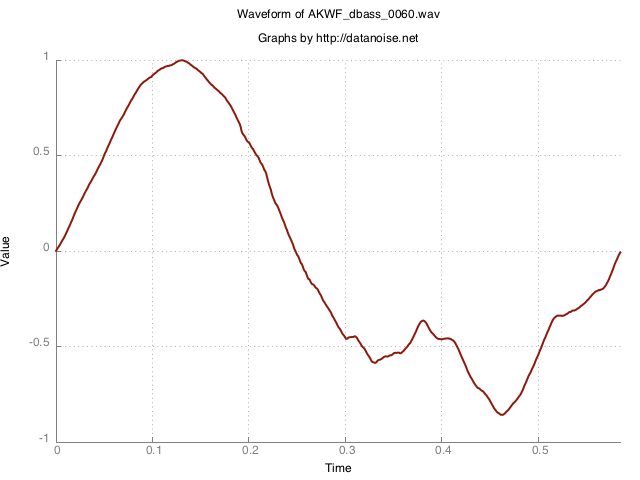 Waveform of AKWF_dbass_0060.wav
Graphs by http://datanoise.net
1
0.5
0
-0.5
-1
Value
0 0.1 0.2 0.3 0.4 0.5
Time